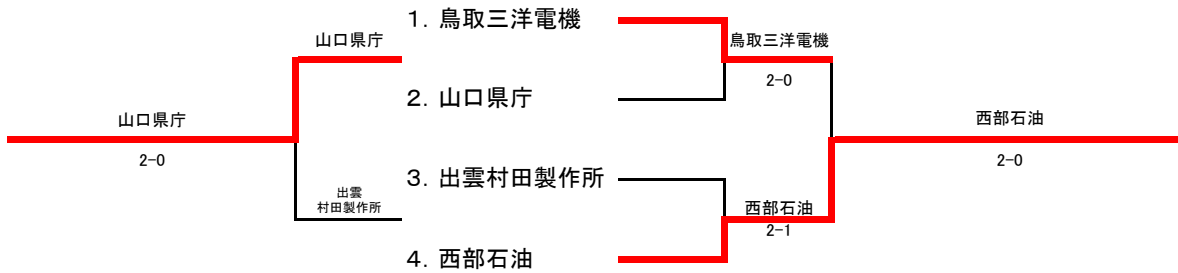 山口県庁
山口県庁
2-0
出雲
村田製作所
1. 鳥取三洋電機
2. 山口県庁
3. 出雲村田製作所
4. 西部石油
鳥取三洋電機
2-0
西部石油
2-1
西部石油
2-0